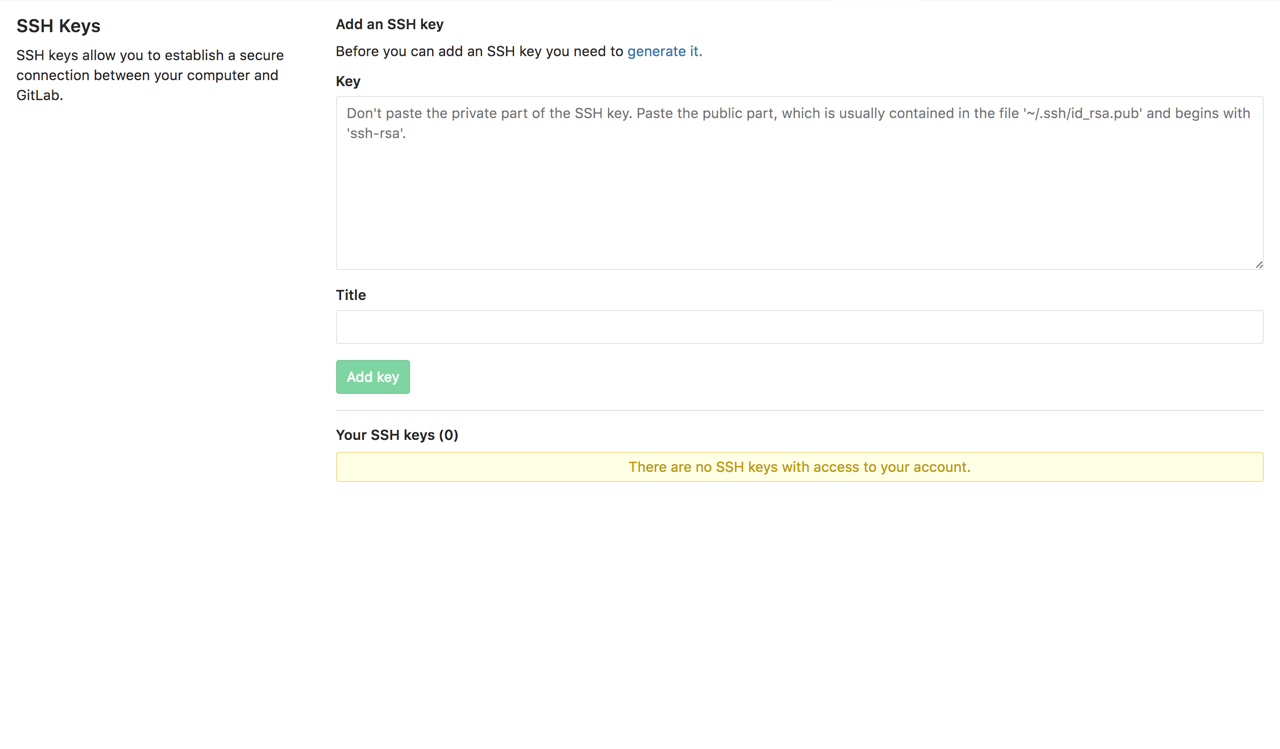 SSH Keys
SSH keys allow you to establish a secure
connection between your computer and
GitLab.
Add an SSH key
Before you can add an SSH key you need to generate it.
Key
Don't paste the private part of the SSH key. Paste the public part, which is usually contained in the file '~/.ssh/id_rsa.pub' and begins with
'ssh-rsa'.
Title
Add key
Your SSH keys (0)
There are no SSH keys with access to your account.